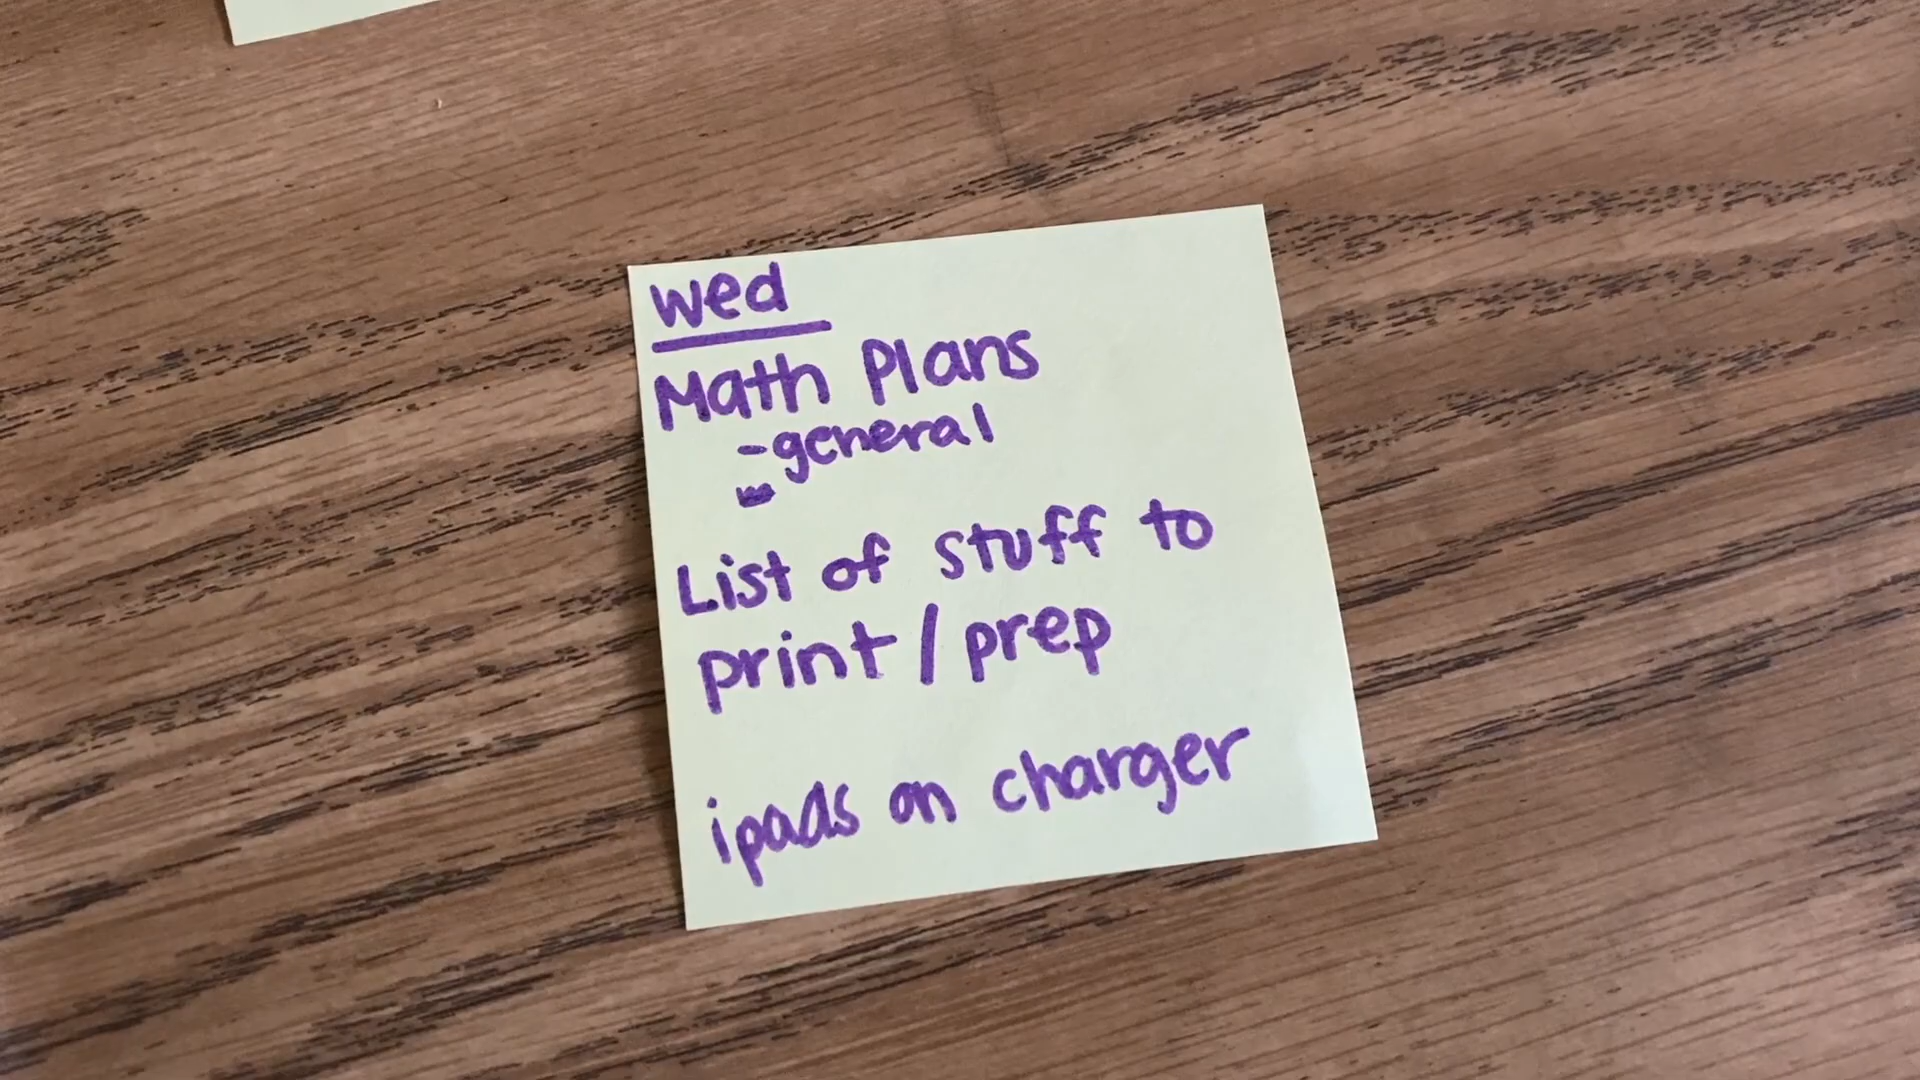 wed
Math Plans
-general
-
List of stuff to
print/prep
ipads on charger